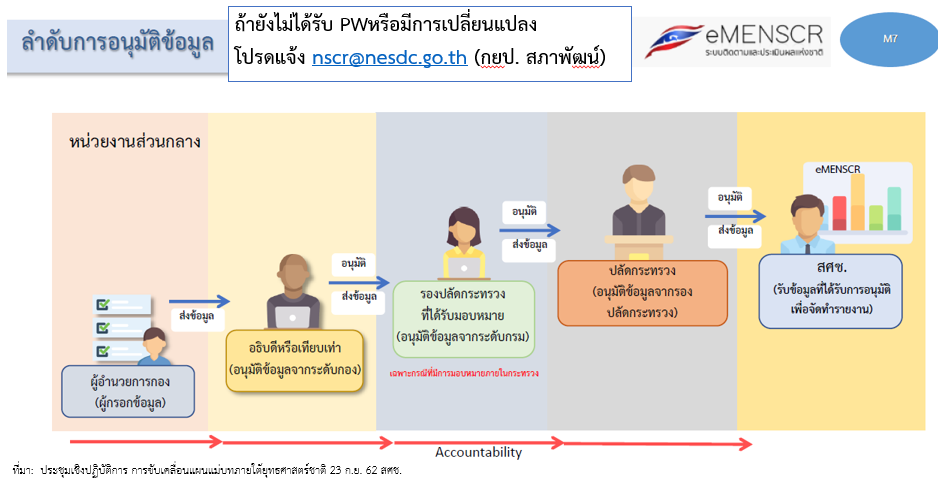 ลำดับการอนุมัติข้อมูล
ถ้ายังไม่ได้รับ PWหรือมีการเปลี่ยนแปลง
โปรดแจ้ง nscr@nesdc.go.th (กยป. สภาพัฒน์)
eMENSCR
ระบบติดตามและประเมินผลแห่งชาติ
M7
หน่วยงานส่วนกลาง
ส่งข้อมูล
ผู้อำนวยการกอง
(ผู้กรอกข้อมูล)
อนุมัติ
ส่งข้อมูล
อธิบดีหรือเทียบเท่า
(อนุมัติข้อมูลจากระดับกอง)
อนุมัติ
ส่งข้อมูล
รองปลัดกระทรวง
ที่ได้รับมอบหมาย
(อนุมัติข้อมูลจากระดับกรม)
เฉพาะกรณีที่มีการมอบหมายภายในกระทรวง
อนุมัติ
ส่งข้อมูล
ปลัดกระทรวง
(อนุมัติข้อมูลจากรอง
ปลัดกระทรวง)
eMENSCR
สศช.
(รับข้อมูลที่ได้รับการอนุมัติ
เพื่อจัดทำรายงาน)
Accountability
ที่มา: ประชุมเชิงปฏิบัติการ การขับเคลื่อนแผนแม่บทภายใต้ยุทธศาสตร์ชาติ 23 ก.ย. 62 สศช.